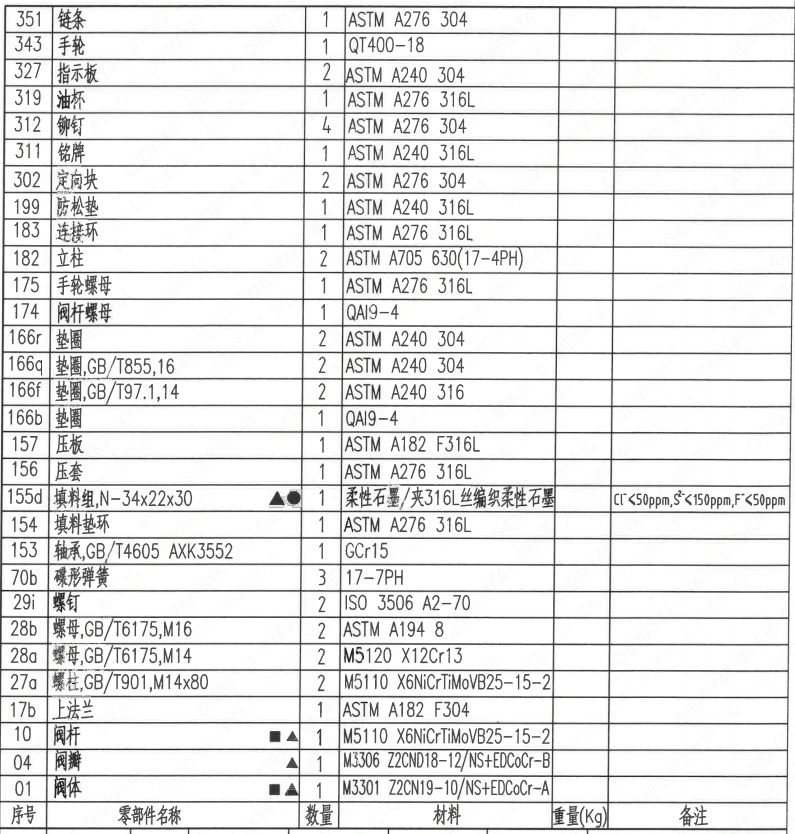 351 链条 1 ASTM A276 304
343 手轮 1 QT400-18
327 指示板 2 ASTM A240 304
319 油杯 1 ASTM A276 316L
312 铆钉 4 ASTM A276 304
311 铭牌 1 ASTM A240 316L
302 定向块 2 ASTM A276 304
199 防松垫 1 ASTM A240 316L
183 连接环 1 ASTM A276 316L
182 立柱 2 ASTM A705 630(17-4PH)
175 手轮螺母 1 ASTM A276 316L
174 阀杆螺母 1 QAl9-4
166r 垫圈 2 ASTM A240 304
166q 垫圈,GB/T855,16 2 ASTM A240 304
166f 垫圈,GB/T97.1,14 2 ASTM A240 316
166b 垫圈 1 QAl9-4
157 压板 1 ASTM A182 F316L
156 压套 1 ASTM A276 316L
155d 填料组,N-34x22x30 ▲● 1 柔性石墨/夹316L丝编织柔性石墨 Cl⁻≤50ppm,S²⁻≤150ppm,F⁻≤50ppm
154 填料垫环 1 ASTM A276 316L
153 轴承,GB/T4605 AXK3552 1 GCr15
70b 碟形弹簧 3 17-7PH
29i 螺钉 2 ISO 3506 A2-70
28b 螺母,GB/T6175,M16 2 ASTM A194 8
28a 螺母,GB/T6175,M14 2 M5120 X12Cr13
27a 螺柱,GB/T901,M14x80 2 M5110 X6NiCrTiMoVB25-15-2
17b 上法兰 1 ASTM A182 F304
10 阀杆 ■▲ 1 M5110 X6NiCrTiMoVB25-15-2
04 阀瓣 ▲ 1 M3306 Z2CND18-12/NS+EDCoCr-B
01 阀体 ■▲ 1 M3301 Z2CN19-10/NS+EDCoCr-A
序号 零部件名称 数量 材料 重量(Kg) 备注